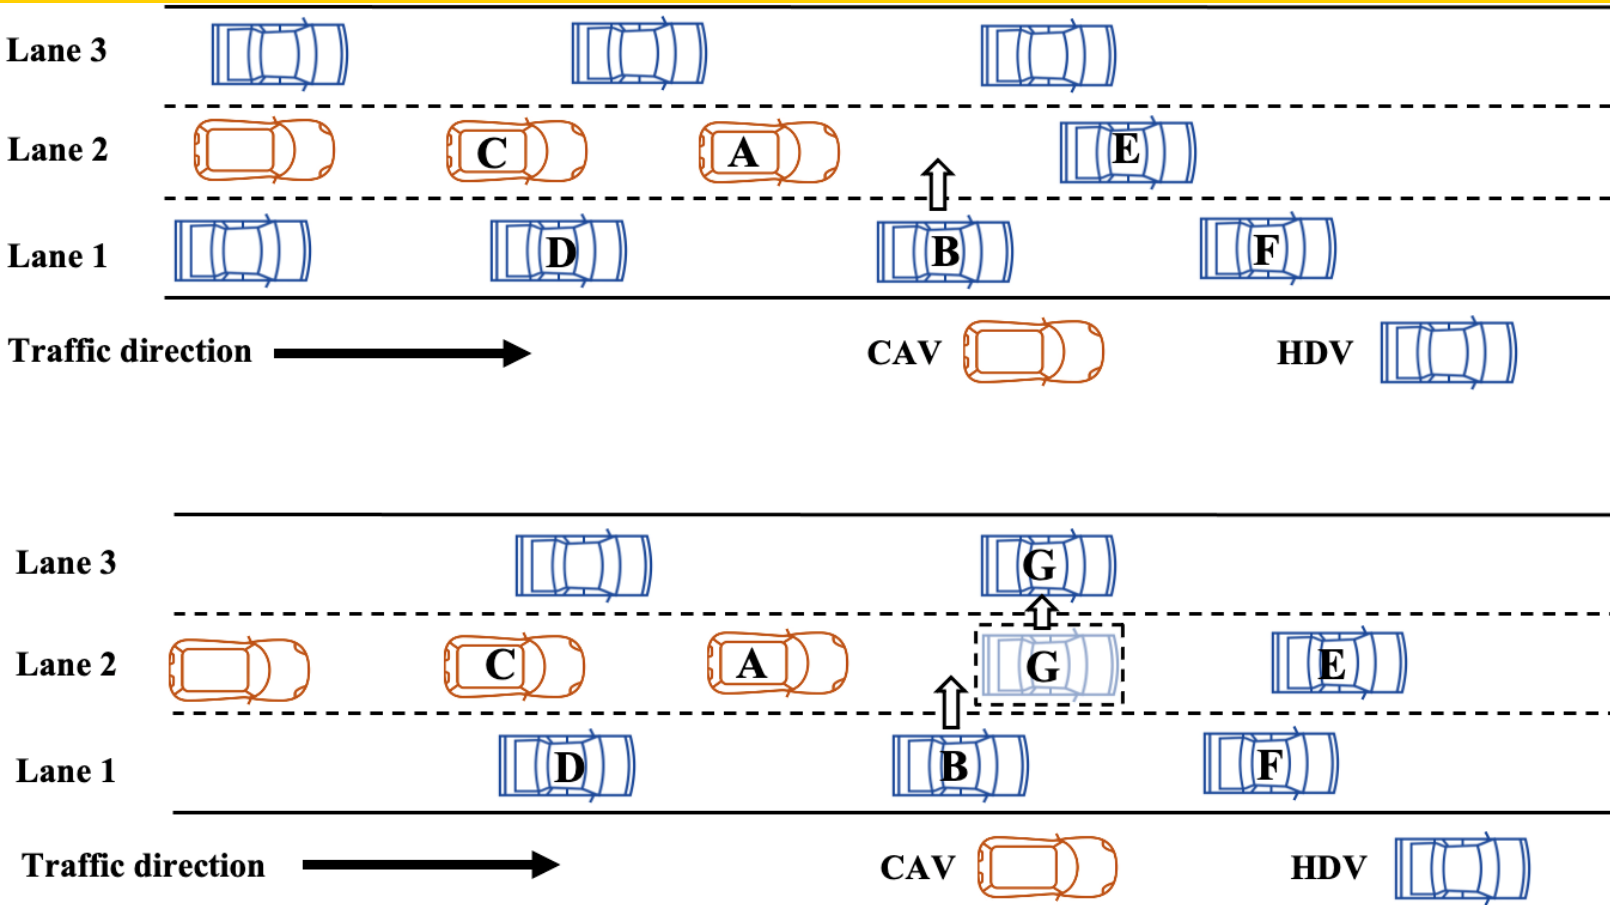 Lane 3
Lane 2 C A E
Lane 1 D B F
Traffic direction CAV HDV
Lane 3 G
Lane 2 C A G E
Lane 1 D B F
Traffic direction CAV HDV